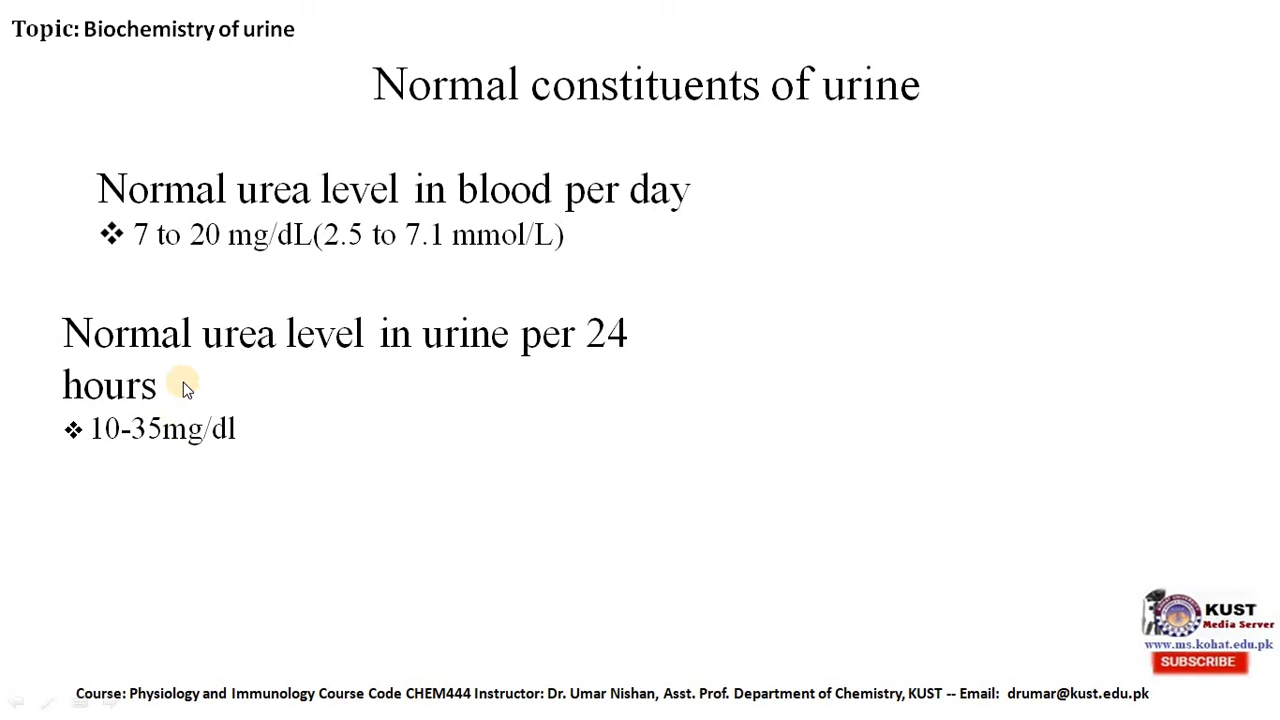 Topic: Biochemistry of urine
Normal constituents of urine
Normal urea level in blood per day
❖ 7 to 20 mg/dL(2.5 to 7.1 mmol/L)
Normal urea level in urine per 24
hours
❖ 10-35mg/dl
KUST
Media Server
www.ms.kohat.edu.pk
SUBSCRIBE
Course: Physiology and Immunology Course Code CHEM444 Instructor: Dr. Umar Nishan, Asst. Prof. Department of Chemistry, KUST -- Email: drumar@kust.edu.pk